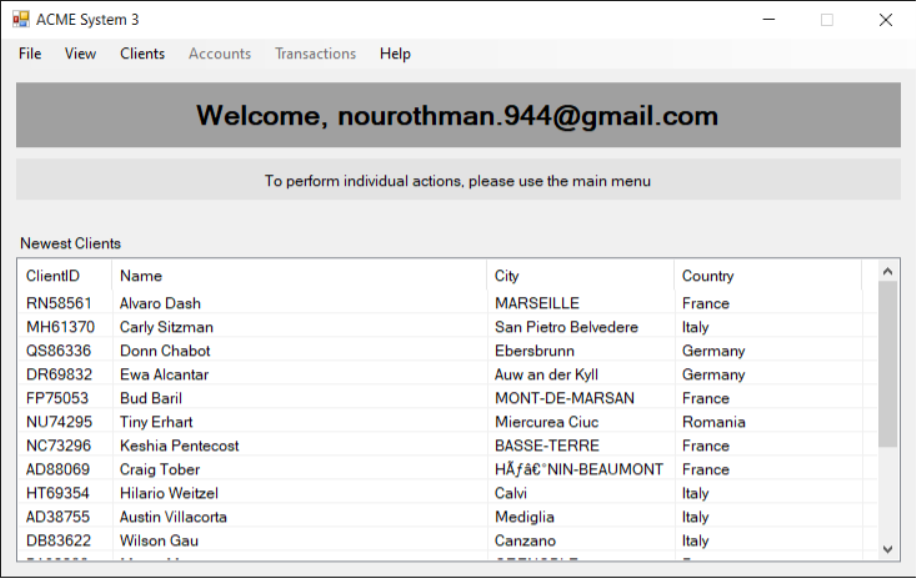 ACME System 3
File View Clients Accounts Transactions Help
Welcome, nourothman.944@gmail.com
To perform individual actions, please use the main menu
Newest Clients
ClientID Name City Country
RN58561 Alvaro Dash MARSEILLE France
MH61370 Carly Sitzman San Pietro Belvedere Italy
QS86336 Donn Chabot Ebersbrunn Germany
DR69832 Ewa Alcantar Auw an der Kyll Germany
FP75053 Bud Baril MONT-DE-MARSAN France
NU74295 Tiny Erhart Miercurea Ciuc Romania
NC73296 Keshia Pentecost BASSE-TERRE France
AD88069 Craig Tober HÃƒâ€°NIN-BEAUMONT France
HT69354 Hilario Weitzel Calvi Italy
AD38755 Austin Villacorta Mediglia Italy
DB83622 Wilson Gau Canzano Italy